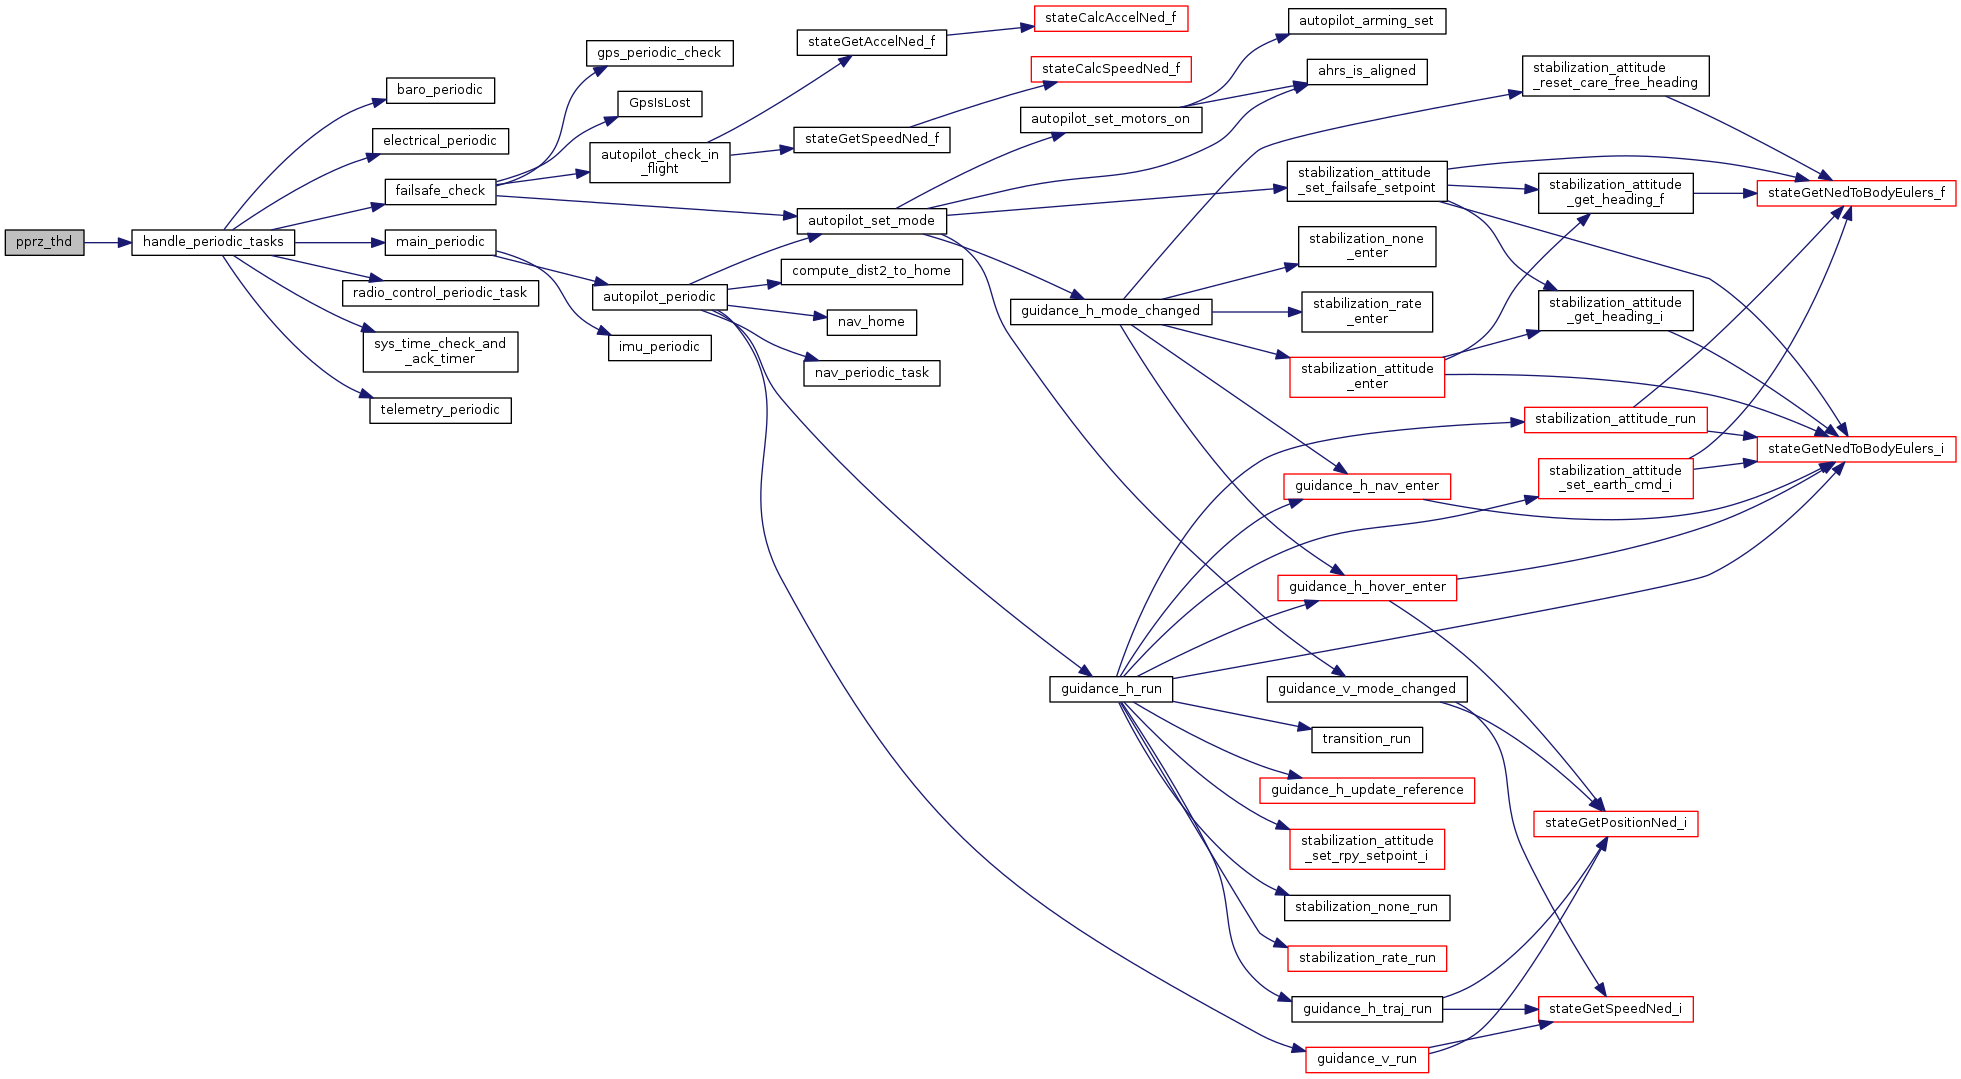 pprz_thd
handle_periodic_tasks
baro_periodic
electrical_periodic
failsafe_check
main_periodic
radio_control_periodic_task
sys_time_check_and
_ack_timer
telemetry_periodic
gps_periodic_check
GpsIsLost
autopilot_check_in
_flight
autopilot_periodic
imu_periodic
stateGetAccelNed_f
stateGetSpeedNed_f
autopilot_set_mode
compute_dist2_to_home
nav_home
nav_periodic_task
stateCalcAccelNed_f
stateCalcSpeedNed_f
autopilot_set_motors_on
guidance_h_mode_changed
guidance_h_run
autopilot_arming_set
ahrs_is_aligned
stabilization_attitude
_set_failsafe_setpoint
stabilization_none
_enter
stabilization_rate
_enter
stabilization_attitude
_enter
guidance_h_nav_enter
guidance_h_hover_enter
guidance_v_mode_changed
transition_run
guidance_h_update_reference
stabilization_attitude
_set_rpy_setpoint_i
stabilization_none_run
stabilization_rate_run
guidance_h_traj_run
guidance_v_run
stabilization_attitude
_reset_care_free_heading
stabilization_attitude
_get_heading_f
stabilization_attitude
_get_heading_i
stabilization_attitude_run
stabilization_attitude
_set_earth_cmd_i
stateGetPositionNed_i
stateGetSpeedNed_i
stateGetNedToBodyEulers_f
stateGetNedToBodyEulers_i